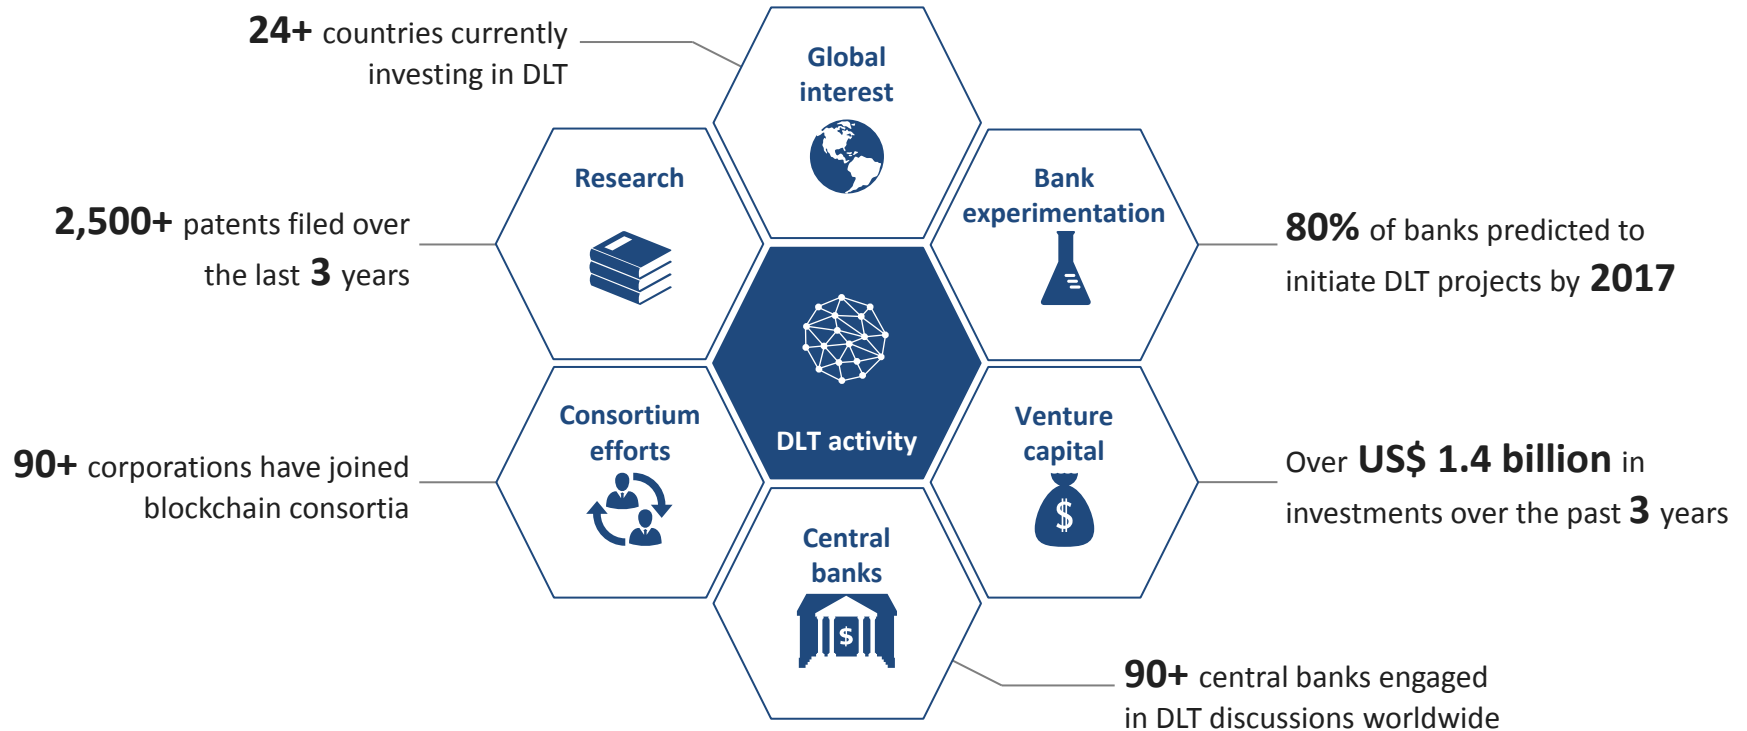 24+ countries currently
investing in DLT
Global
interest
Research
2,500+ patents filed over
the last 3 years
Bank
experimentation
80% of banks predicted to
initiate DLT projects by 2017
DLT activity
Consortium
efforts
90+ corporations have joined
blockchain consortia
Venture
capital
$
Over US$ 1.4 billion in
investments over the past 3 years
Central
banks
$
90+ central banks engaged
in DLT discussions worldwide